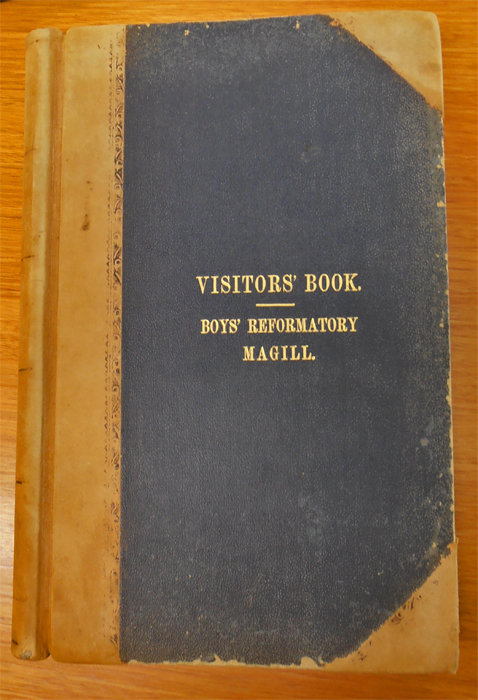 VISITORS' BOOK.
BOYS' REFORMATORY
MAGILL.